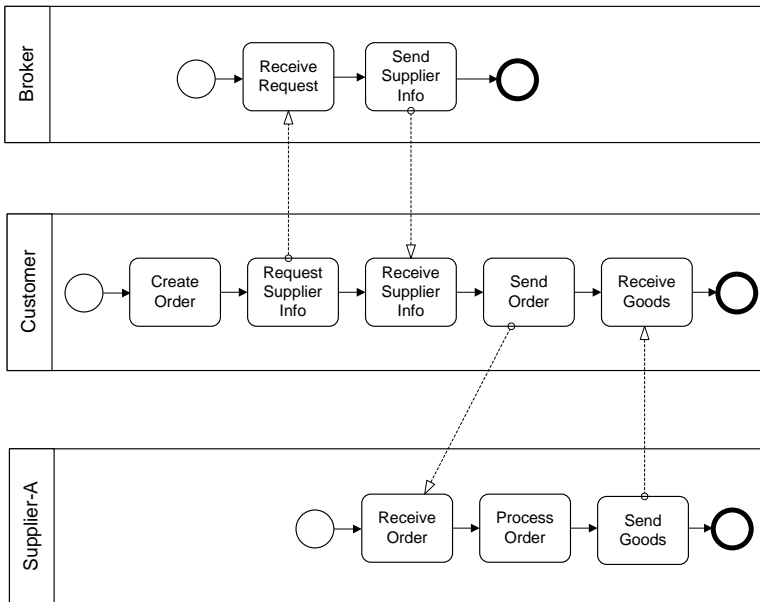 Broker
Receive
Request
Send
Supplier
Info
Customer
Create
Order
Request
Supplier
Info
Receive
Supplier
Info
Send
Order
Receive
Goods
Supplier-A
Receive
Order
Process
Order
Send
Goods